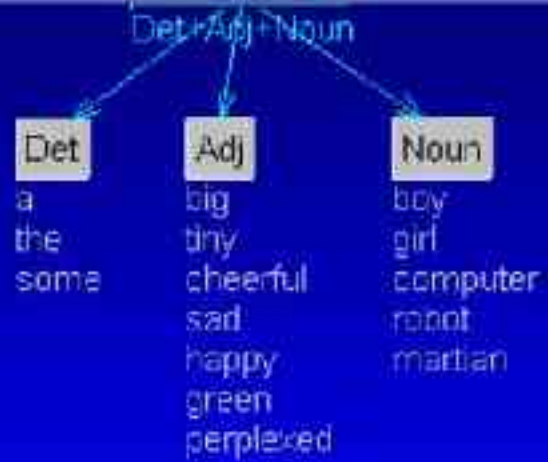 Det+Adj+Noun
Det Adj Noun
a big boy
the tiny girl
some cheerful computer
sad robot
happy martian
green
perplexed